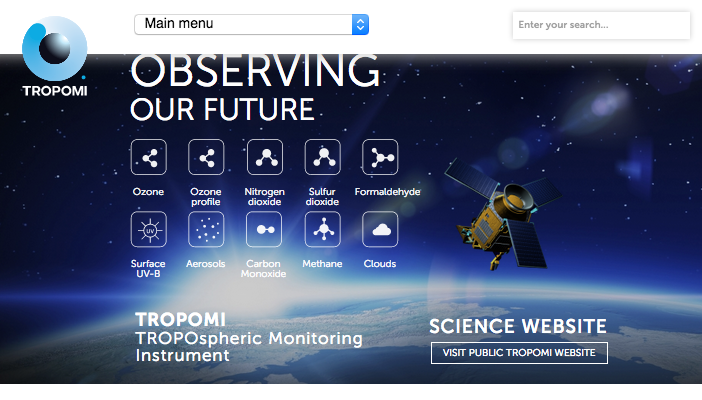 Main menu
Enter your search...
TROPOMI
OBSERVING
OUR FUTURE
Ozone
Ozone
profile
Nitrogen
dioxide
Sulfur
dioxide
Formaldehyde
UV
Surface
UV-B
Aerosols
Carbon
Monoxide
Methane
Clouds
TROPOMI
TROPOspheric Monitoring
Instrument
SCIENCE WEBSITE
VISIT PUBLIC TROPOMI WEBSITE